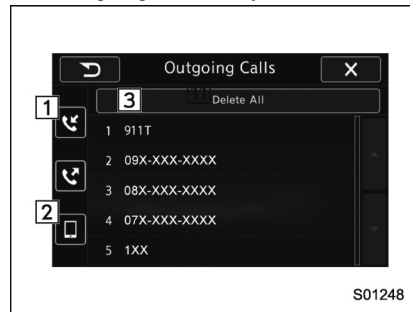 Outgoing Calls
3
Delete All
1
1 911T
2 09X-XXX-XXXX
3 08X-XXX-XXXX
2
4 07X-XXX-XXXX
5 1XX
S01248